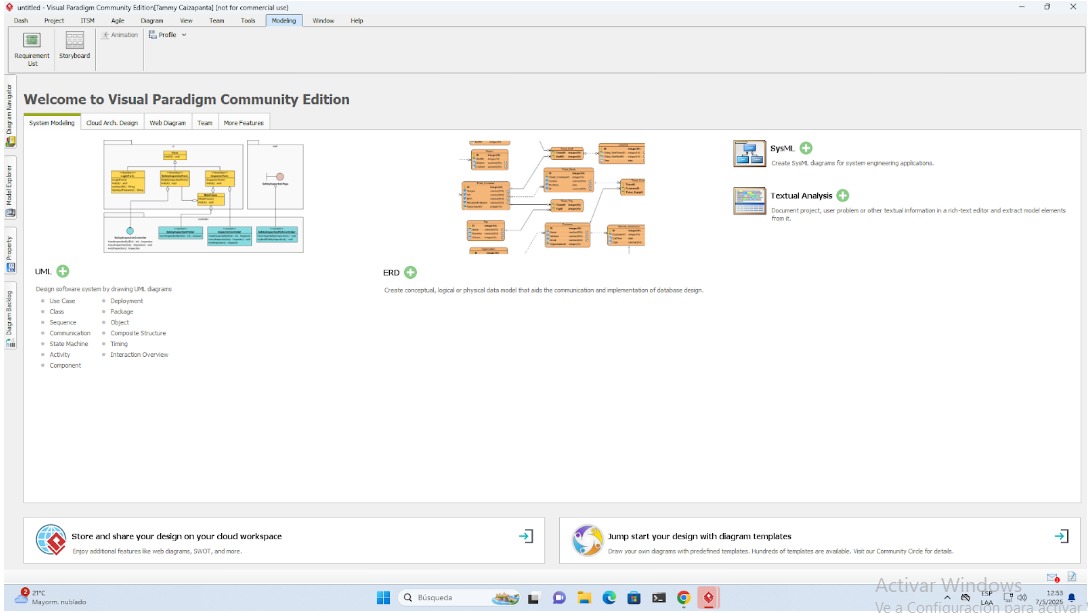 untitled - Visual Paradigm Community Edition[Tammy Caizapanta] [not for commercial use]
Dash Project ITSM Agile Diagram View Team Tools Modeling Window Help
Requirement List
Storyboard
Animation
Profile
Diagram Navigator
Model Explorer
Property
Diagram Backlog
Welcome to Visual Paradigm Community Edition
System Modeling Cloud Arch. Design Web Diagram Team More Features
UML
Design software system by drawing UML diagrams
Use Case
Class
Sequence
Communication
State Machine
Activity
Component
Deployment
Package
Object
Composite Structure
Timing
Interaction Overview
ERD
Create conceptual, logical or physical data model that aids the communication and implementation of database design.
SysML
Create SysML diagrams for system engineering applications.
Textual Analysis
Document project, user problem or other textual information in a rich-text editor and extract model elements
from it.
Store and share your design on your cloud workspace
Enjoy additional features like web diagrams, SWOT, and more.
Jump start your design with diagram templates
Draw your own diagrams with predefined templates. Hundreds of templates are available. Visit our Community Circle for details.
Activar Windows
Ve a Configuración para activar
2
21°C
Mayorm. nublado
Búsqueda
ESP
LAA
12:53
7/5/2025